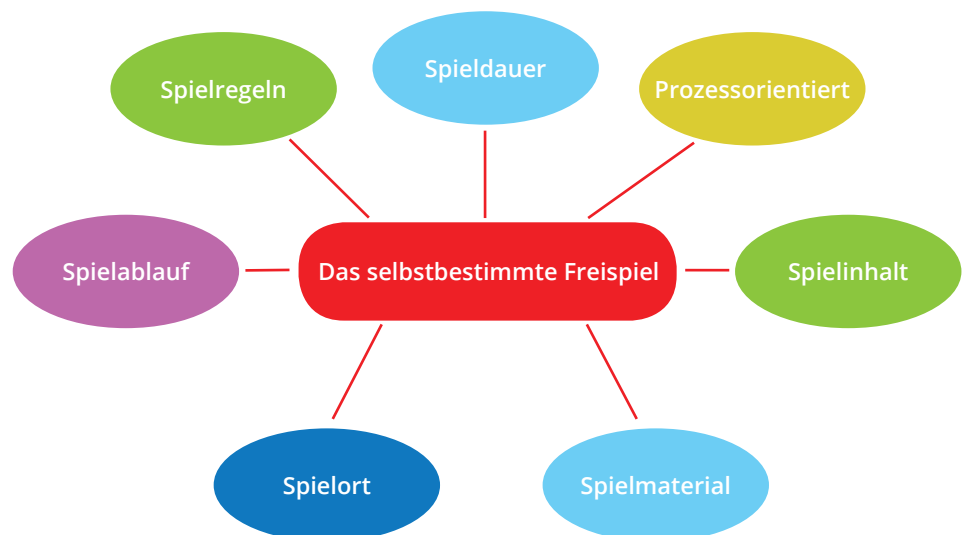 Spieldauer
Spielregeln
Prozessorientiert
Spielablauf
Das selbstbestimmte Freispiel
Spielinhalt
Spielort
Spielmaterial